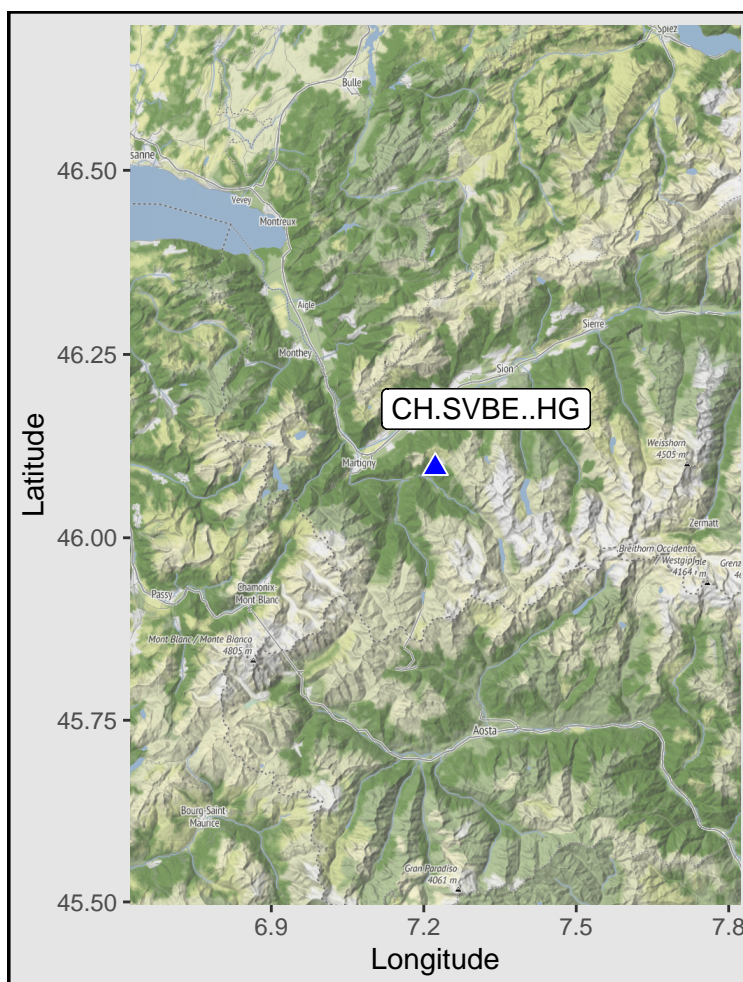 Spiez
Bulle
sanne
46.50
Vevey
Montreux
Aigle
Sierre
46.25
Monthey
Sion
CH.SVBE..HG
Weisshorn
4505 m
Martigny
Latitude
Zermatt
46.00
Breithorn Occidenta
/ Westgipfele
4164 m
Grenz
Chamonix-
Mont-Blanc
Passy
Mont Blanc / Monte Bianco
4805 m
45.75
Aosta
Bourg-Saint-
Maurice
Gran Paradiso
4061 m
45.50
6.9
7.2
7.5
7.8
Longitude